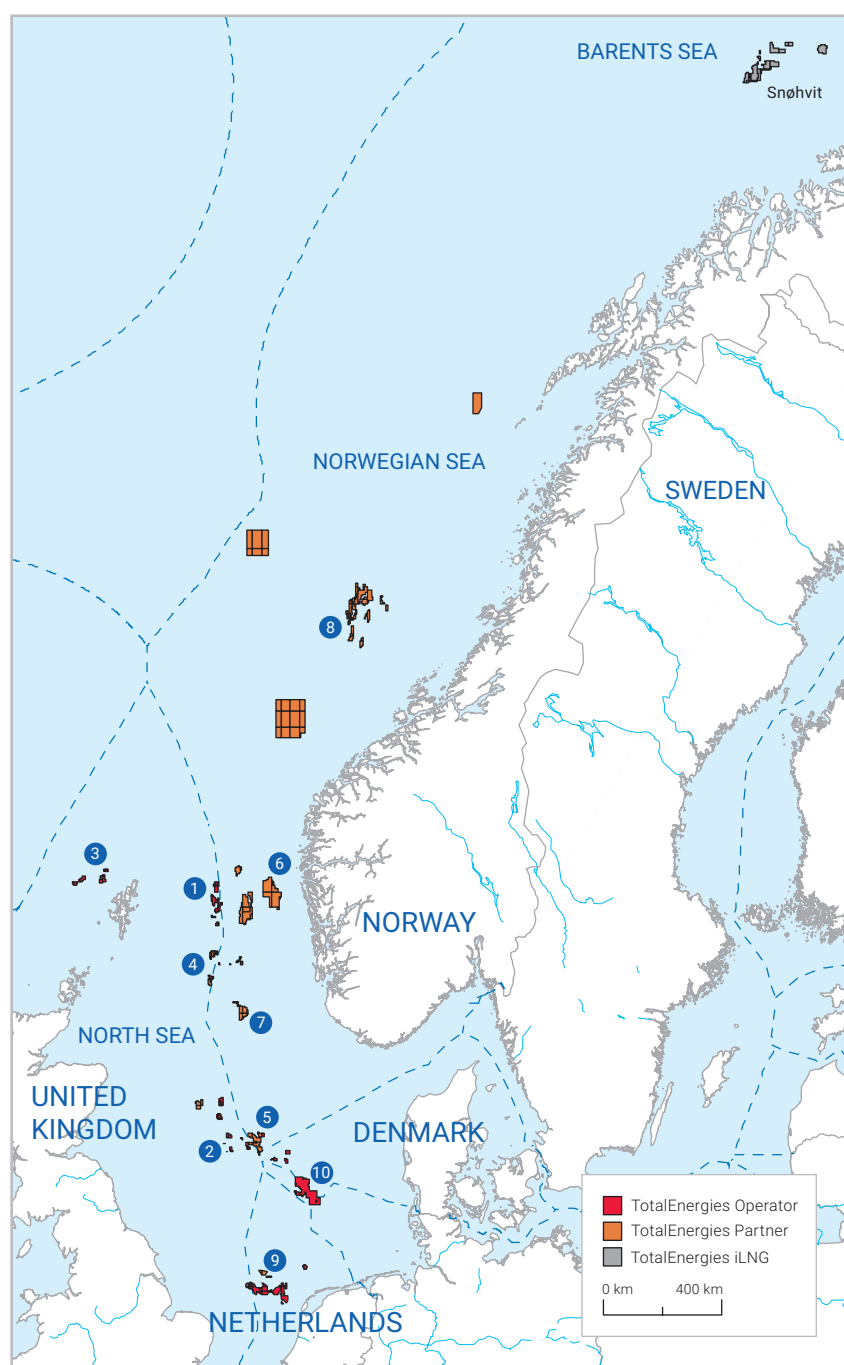 BARENTS SEA
Snøhvit
NORWEGIAN SEA
SWEDEN
8
3
6
1
NORWAY
4
7
NORTH SEA
UNITED
KINGDOM
5
DENMARK
2
10
TotalEnergies Operator
TotalEnergies Partner
TotalEnergies iLNG
0 km 400 km
9
NETHERLANDS